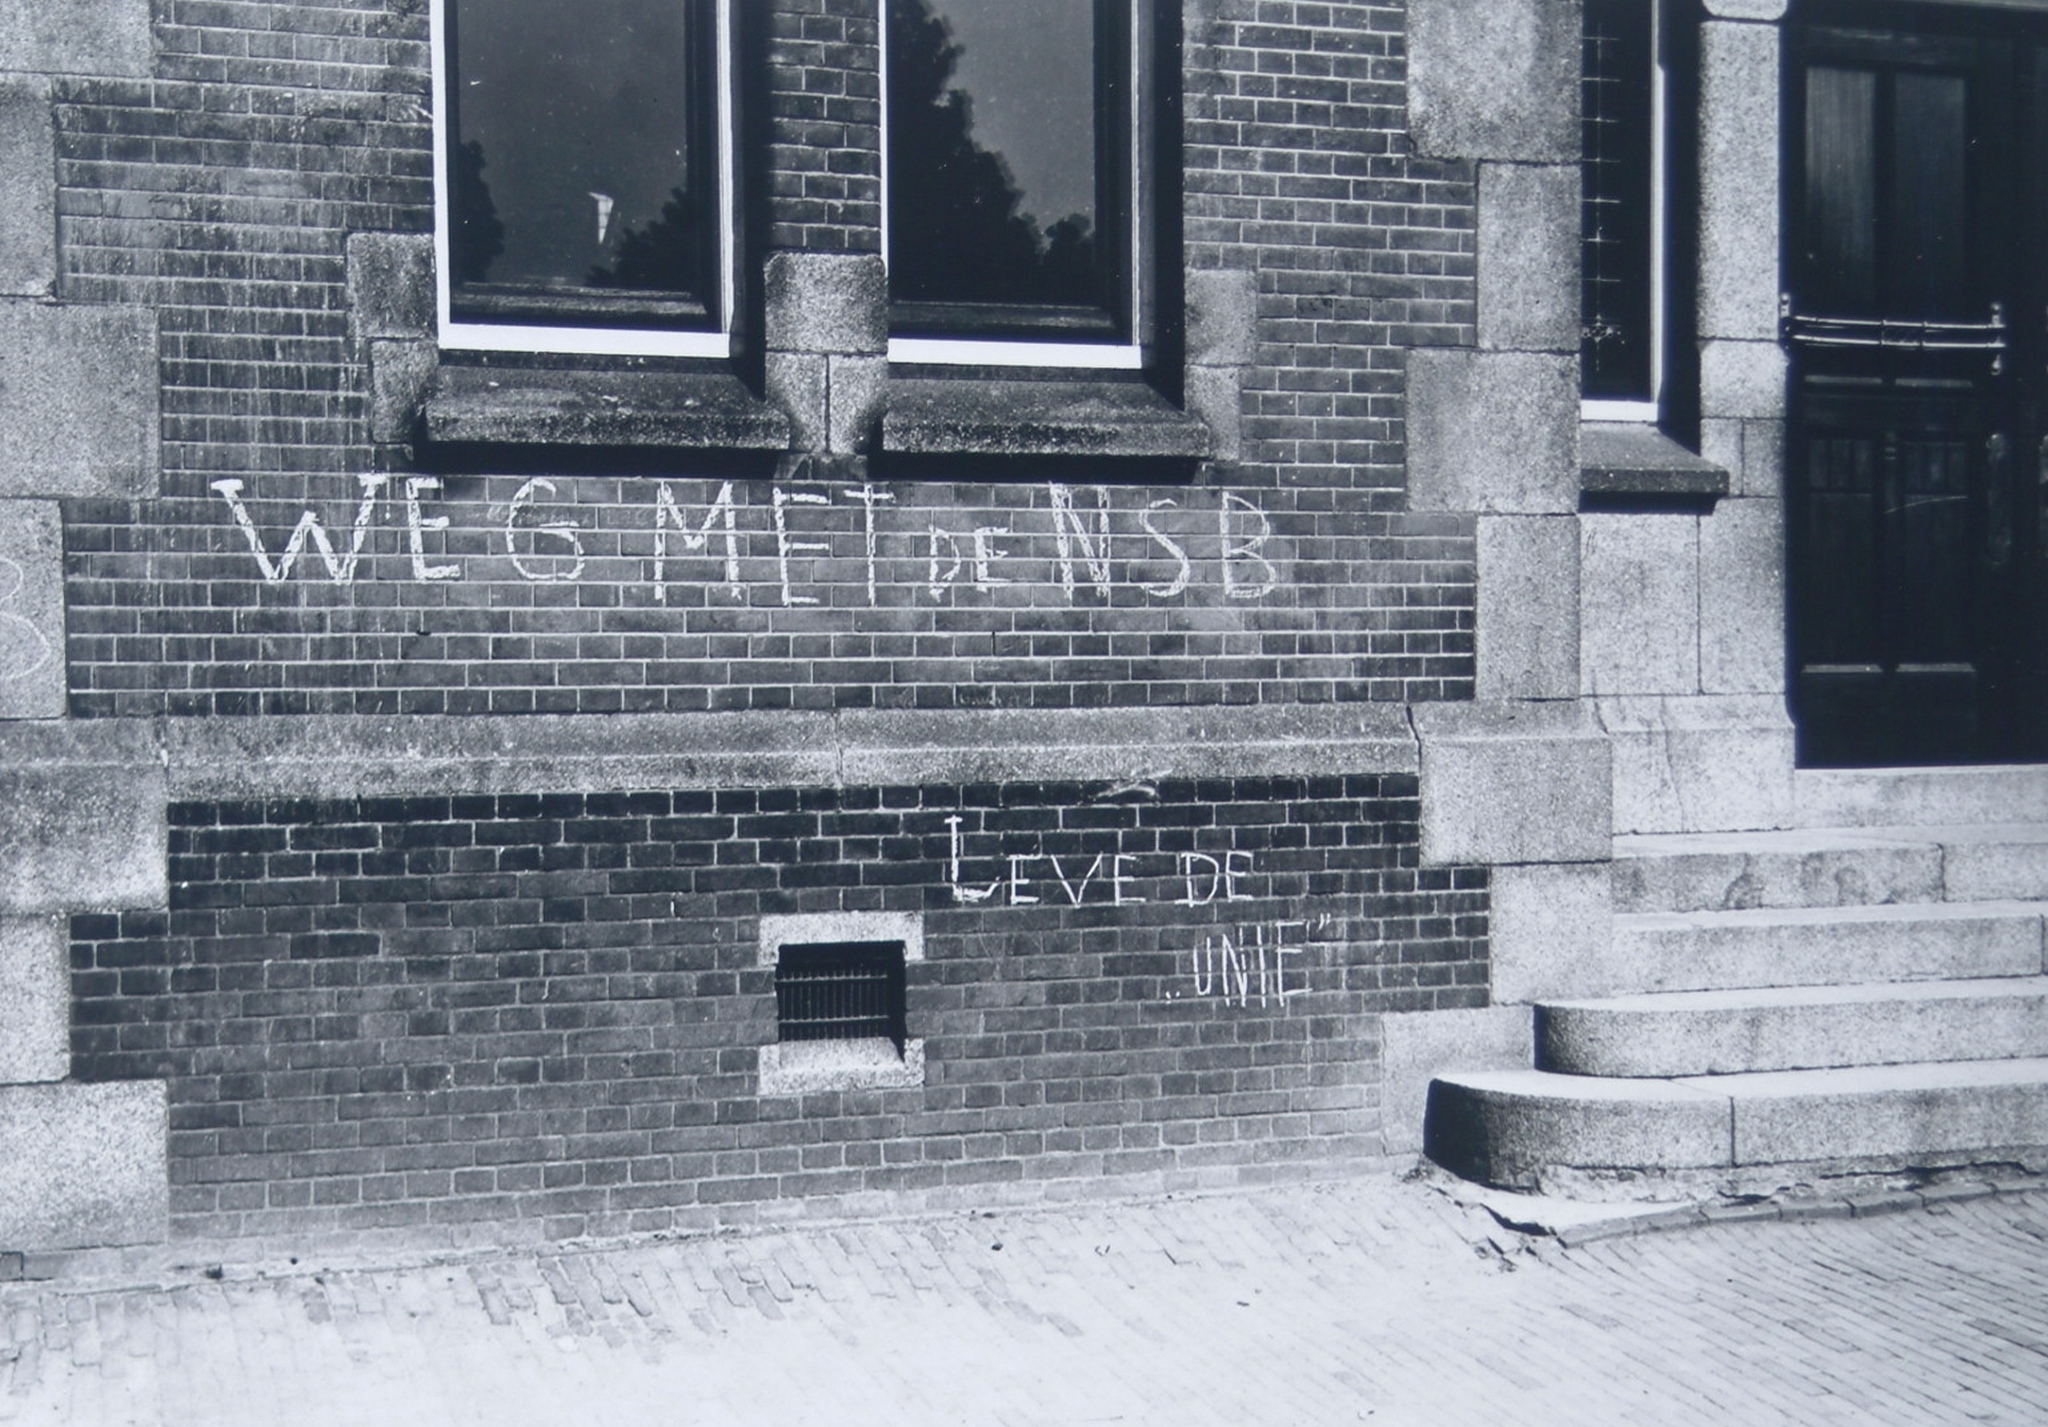 WEG MET DE NSB
LEVE DE
„UNIE"